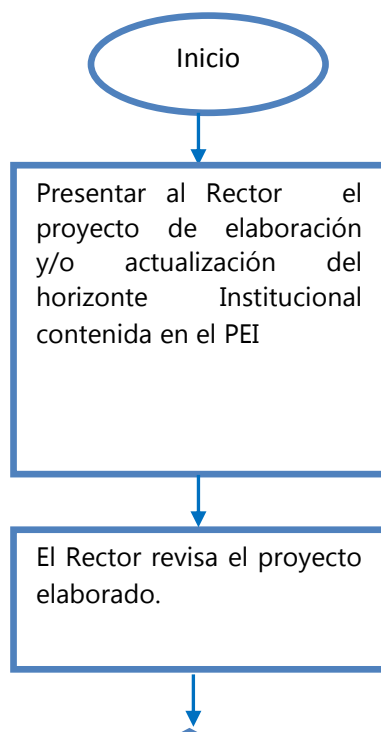 Inicio
Presentar al Rector el
proyecto de elaboración
y/o actualización del
horizonte Institucional
contenida en el PEI
El Rector revisa el proyecto
elaborado.